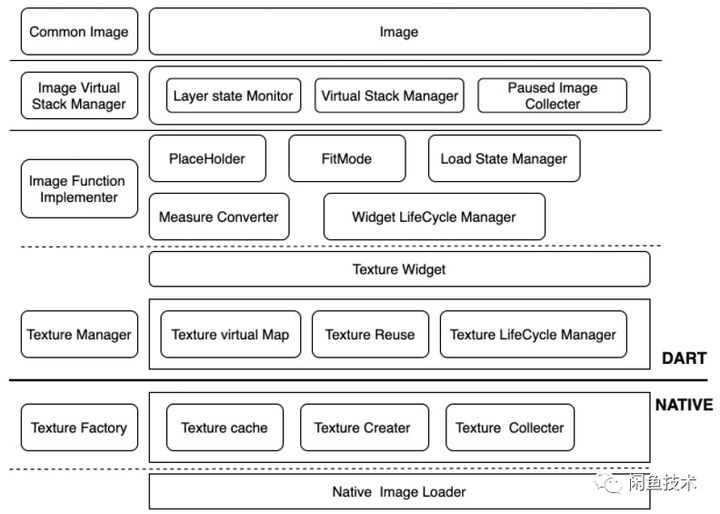 Common Image
Image
Image Virtual
Stack Manager
Layer state Monitor
Virtual Stack Manager
Paused Image
Collecter
Image Function
Implementer
PlaceHolder
FitMode
Load State Manager
Measure Converter
Widget LifeCycle Manager
Texture Widget
Texture Manager
Texture virtual Map
Texture Reuse
Texture LifeCycle Manager
DART
NATIVE
Texture Factory
Texture cache
Texture Creater
Texture Collecter
Native Image Loader
闲鱼技术